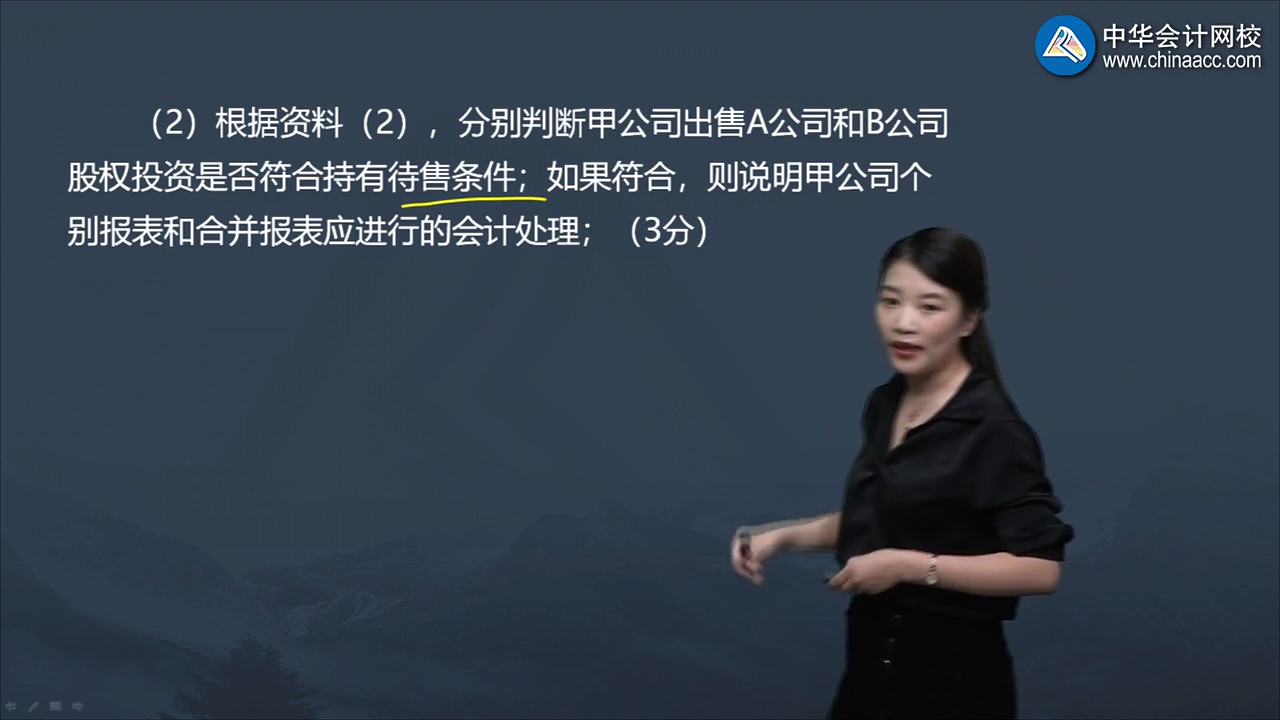 中华会计网校
www.chinaacc.com
（2）根据资料（2），分别判断甲公司出售A公司和B公司
股权投资是否符合持有待售条件；如果符合，则说明甲公司个
别报表和合并报表应进行的会计处理；（3分）